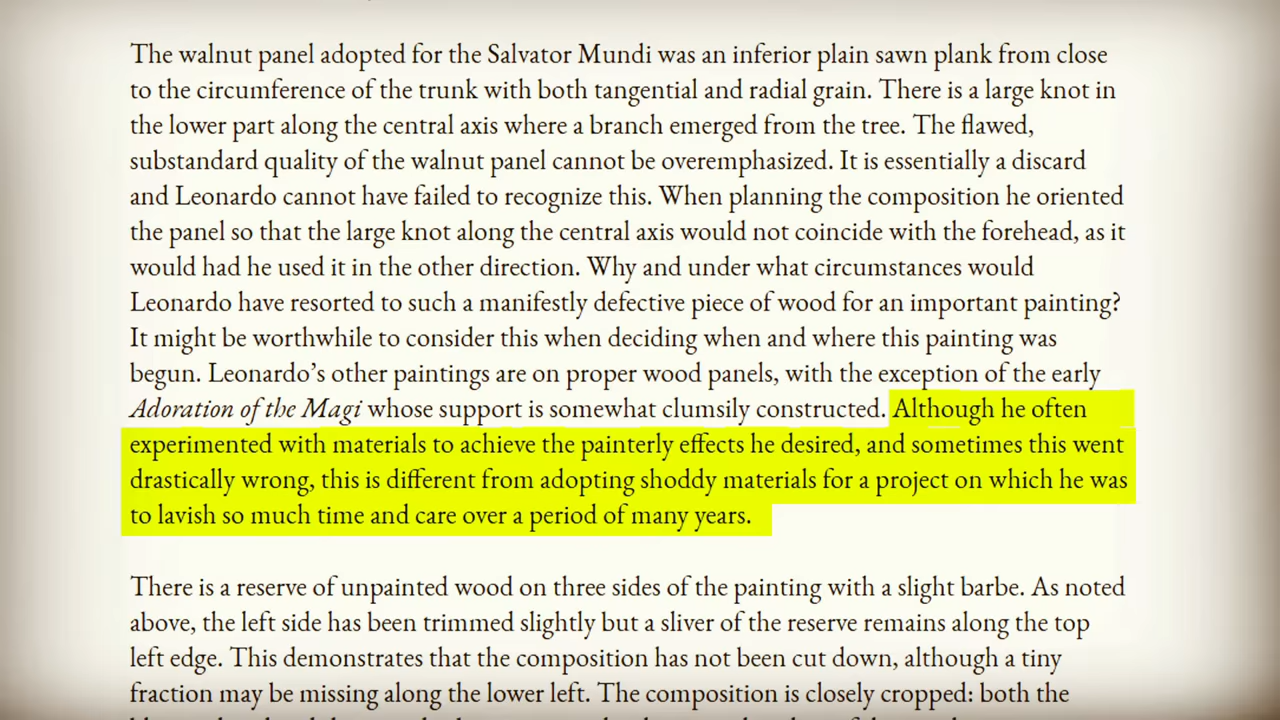 The walnut panel adopted for the Salvator Mundi was an inferior plain sawn plank from close
to the circumference of the trunk with both tangential and radial grain. There is a large knot in
the lower part along the central axis where a branch emerged from the tree. The flawed,
substandard quality of the walnut panel cannot be overemphasized. It is essentially a discard
and Leonardo cannot have failed to recognize this. When planning the composition he oriented
the panel so that the large knot along the central axis would not coincide with the forehead, as it
would had he used it in the other direction. Why and under what circumstances would
Leonardo have resorted to such a manifestly defective piece of wood for an important painting?
It might be worthwhile to consider this when deciding when and where this painting was
begun. Leonardo’s other paintings are on proper wood panels, with the exception of the early
Adoration of the Magi whose support is somewhat clumsily constructed. Although he often
experimented with materials to achieve the painterly effects he desired, and sometimes this went
drastically wrong, this is different from adopting shoddy materials for a project on which he was
to lavish so much time and care over a period of many years.
There is a reserve of unpainted wood on three sides of the painting with a slight barbe. As noted
above, the left side has been trimmed slightly but a sliver of the reserve remains along the top
left edge. This demonstrates that the composition has not been cut down, although a tiny
fraction may be missing along the lower left. The composition is closely cropped: both the